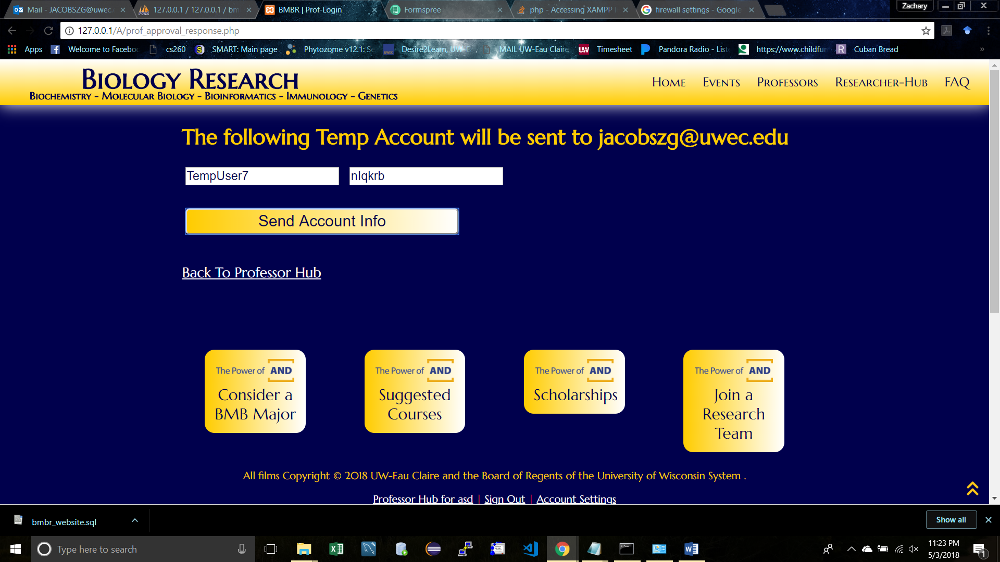 Zachary
Mail - JACOBSZG@uwec.
127.0.0.1 / 127.0.0.1 / bm
BMBR | Prof-Login
Formspree
php - Accessing XAMPP
firewall settings - Google
127.0.0.1/A/prof_approval_response.php
Apps
Welcome to Faceboo
cs260
SMART: Main page
Phytozome v12.1: Se
Desire2Learn, UW-E
MAIL UW-Eau Claire
Timesheet
Pandora Radio - List
https://www.childfun
Cuban Bread
Biology Research
Biochemistry - Molecular Biology - Bioinformatics - Immunology - Genetics
Home Events Professors Researcher-Hub FAQ
The following Temp Account will be sent to jacobszg@uwec.edu
TempUser7
nIqkrb
Send Account Info
Back To Professor Hub
The Power of AND
Consider a
BMB Major
The Power of AND
Suggested
Courses
The Power of AND
Scholarships
The Power of AND
Join a
Research
Team
All films Copyright © 2018 UW-Eau Claire and the Board of Regents of the University of Wisconsin System .
Professor Hub for asd | Sign Out | Account Settings
bmbr_website.sql
Show all
Type here to search
11:23 PM
5/3/2018
1